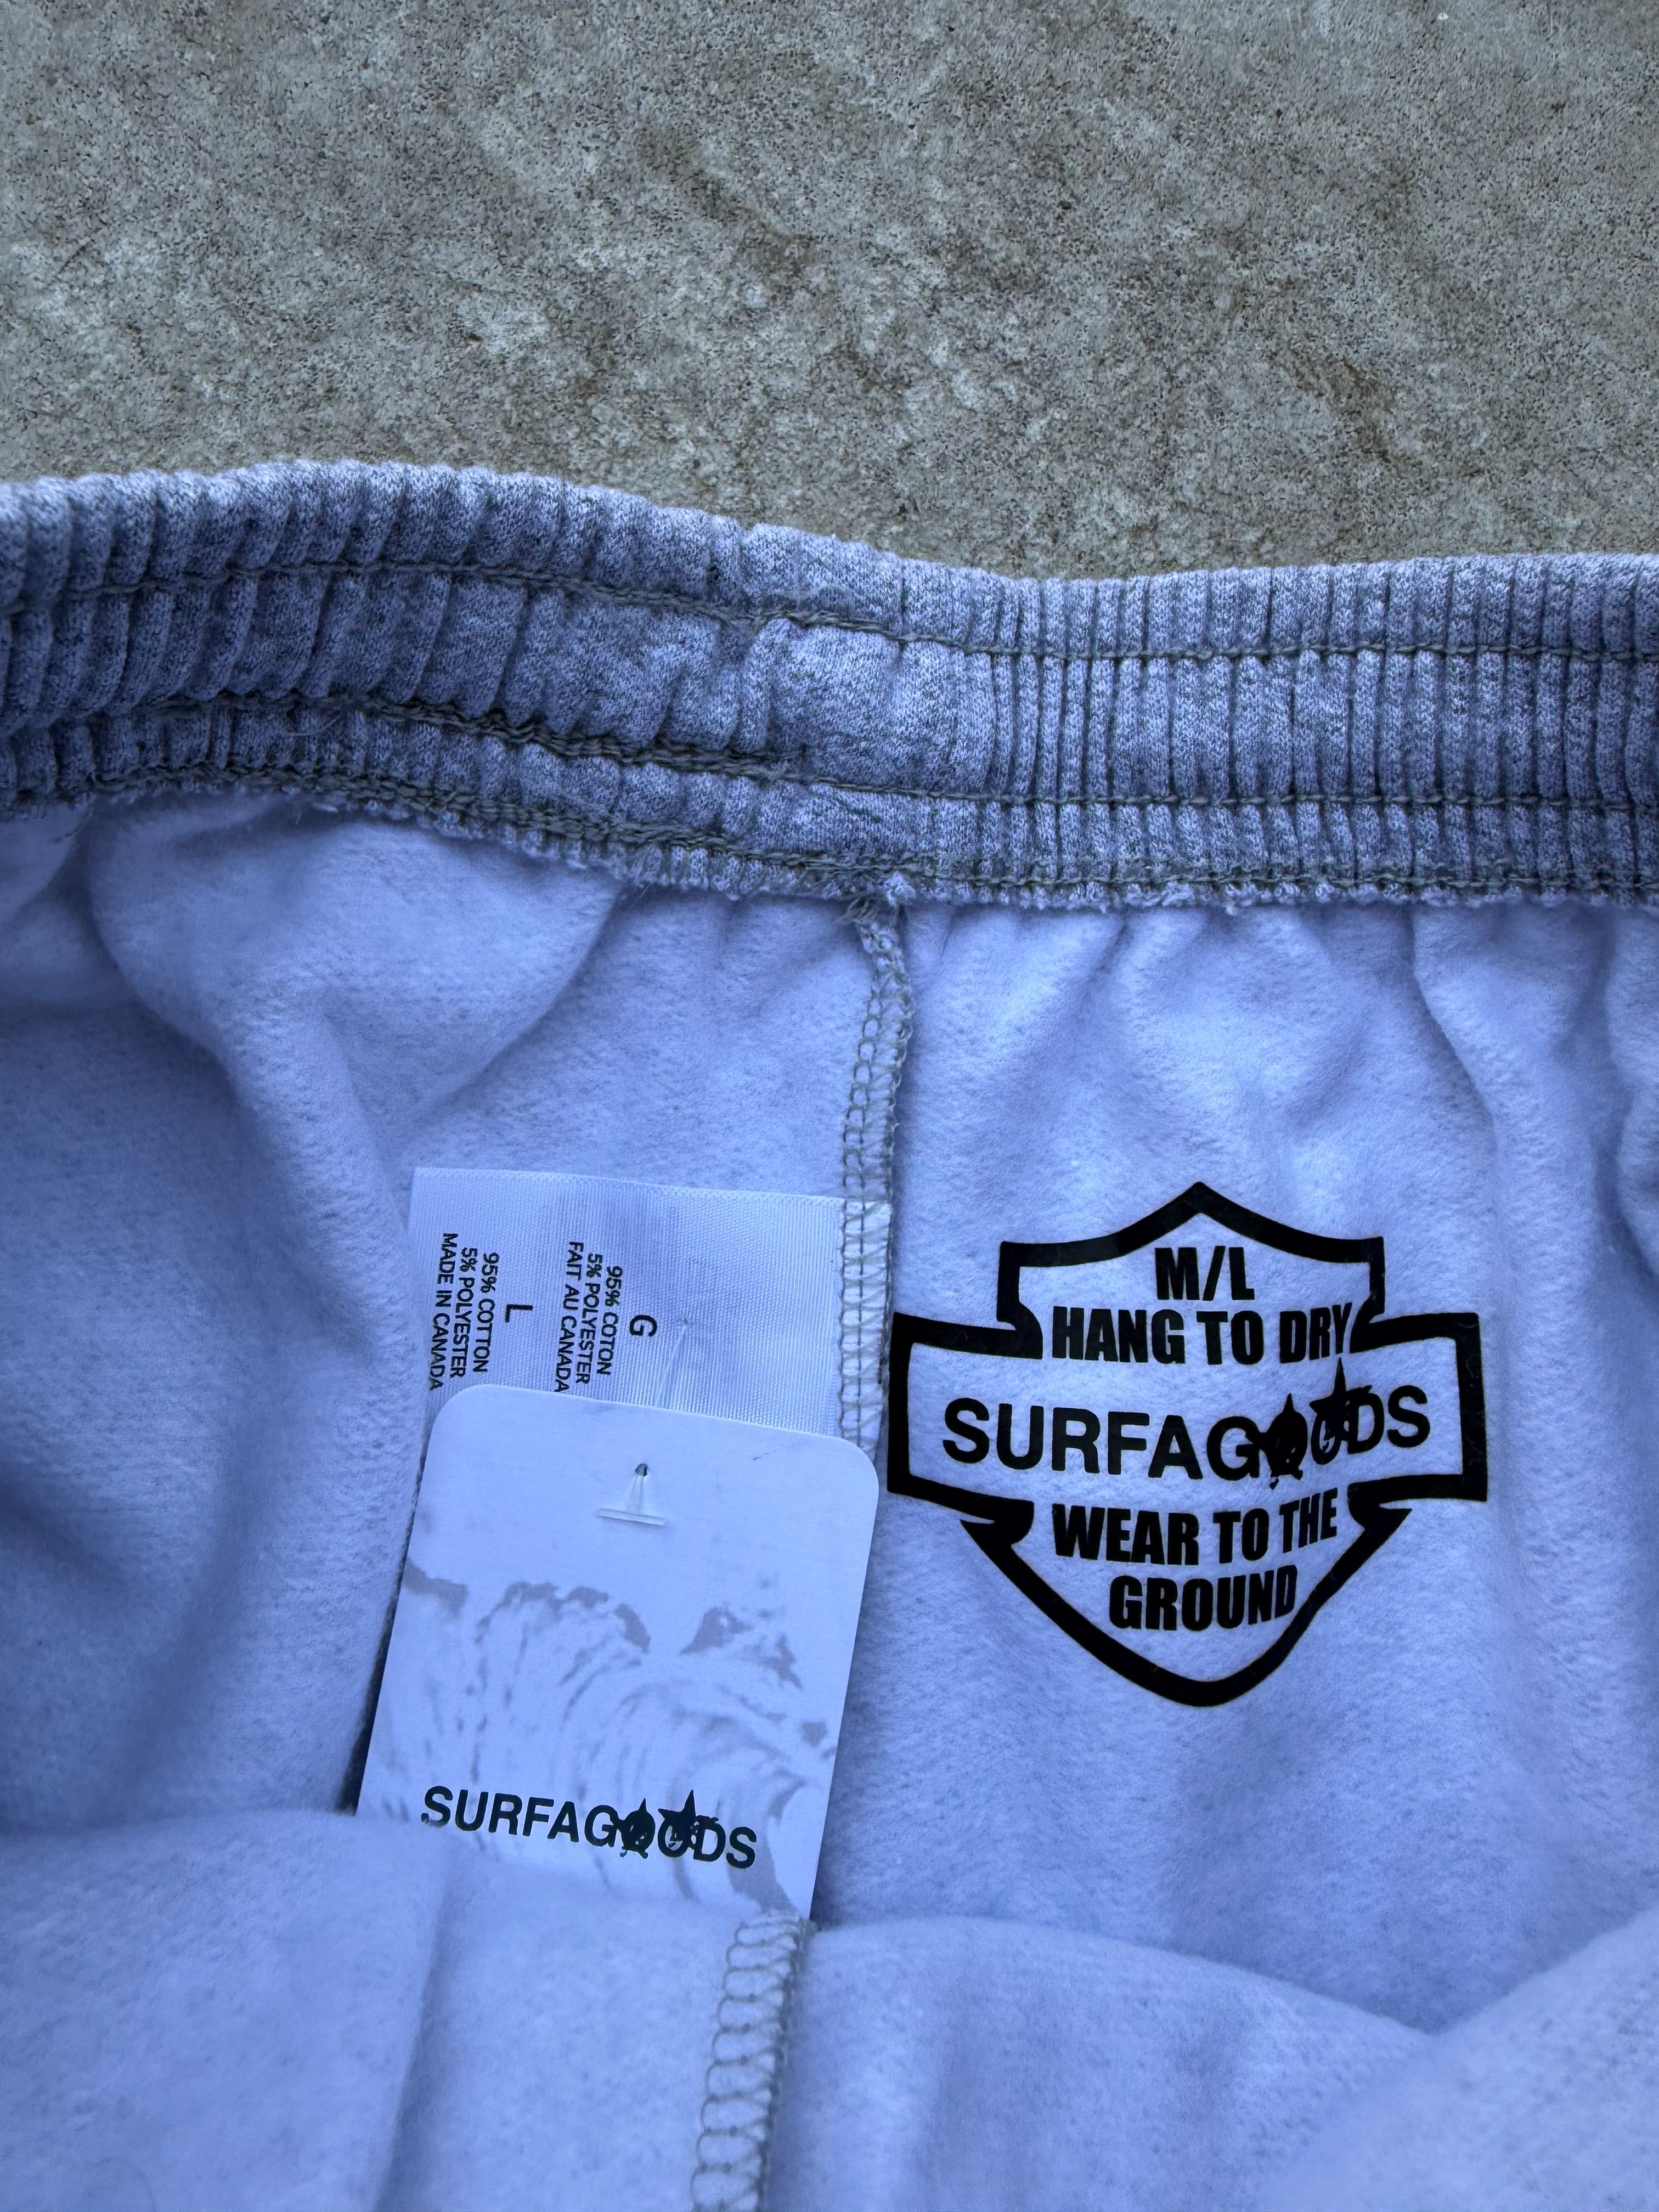 G
95% COTON
5% POLYESTER
FAIT AU CANADA
L
95% COTTON
5% POLYESTER
MADE IN CANADA
M/L
HANG TO DRY
SURFAGOODS
WEAR TO THE
GROUND
SURFAGOODS